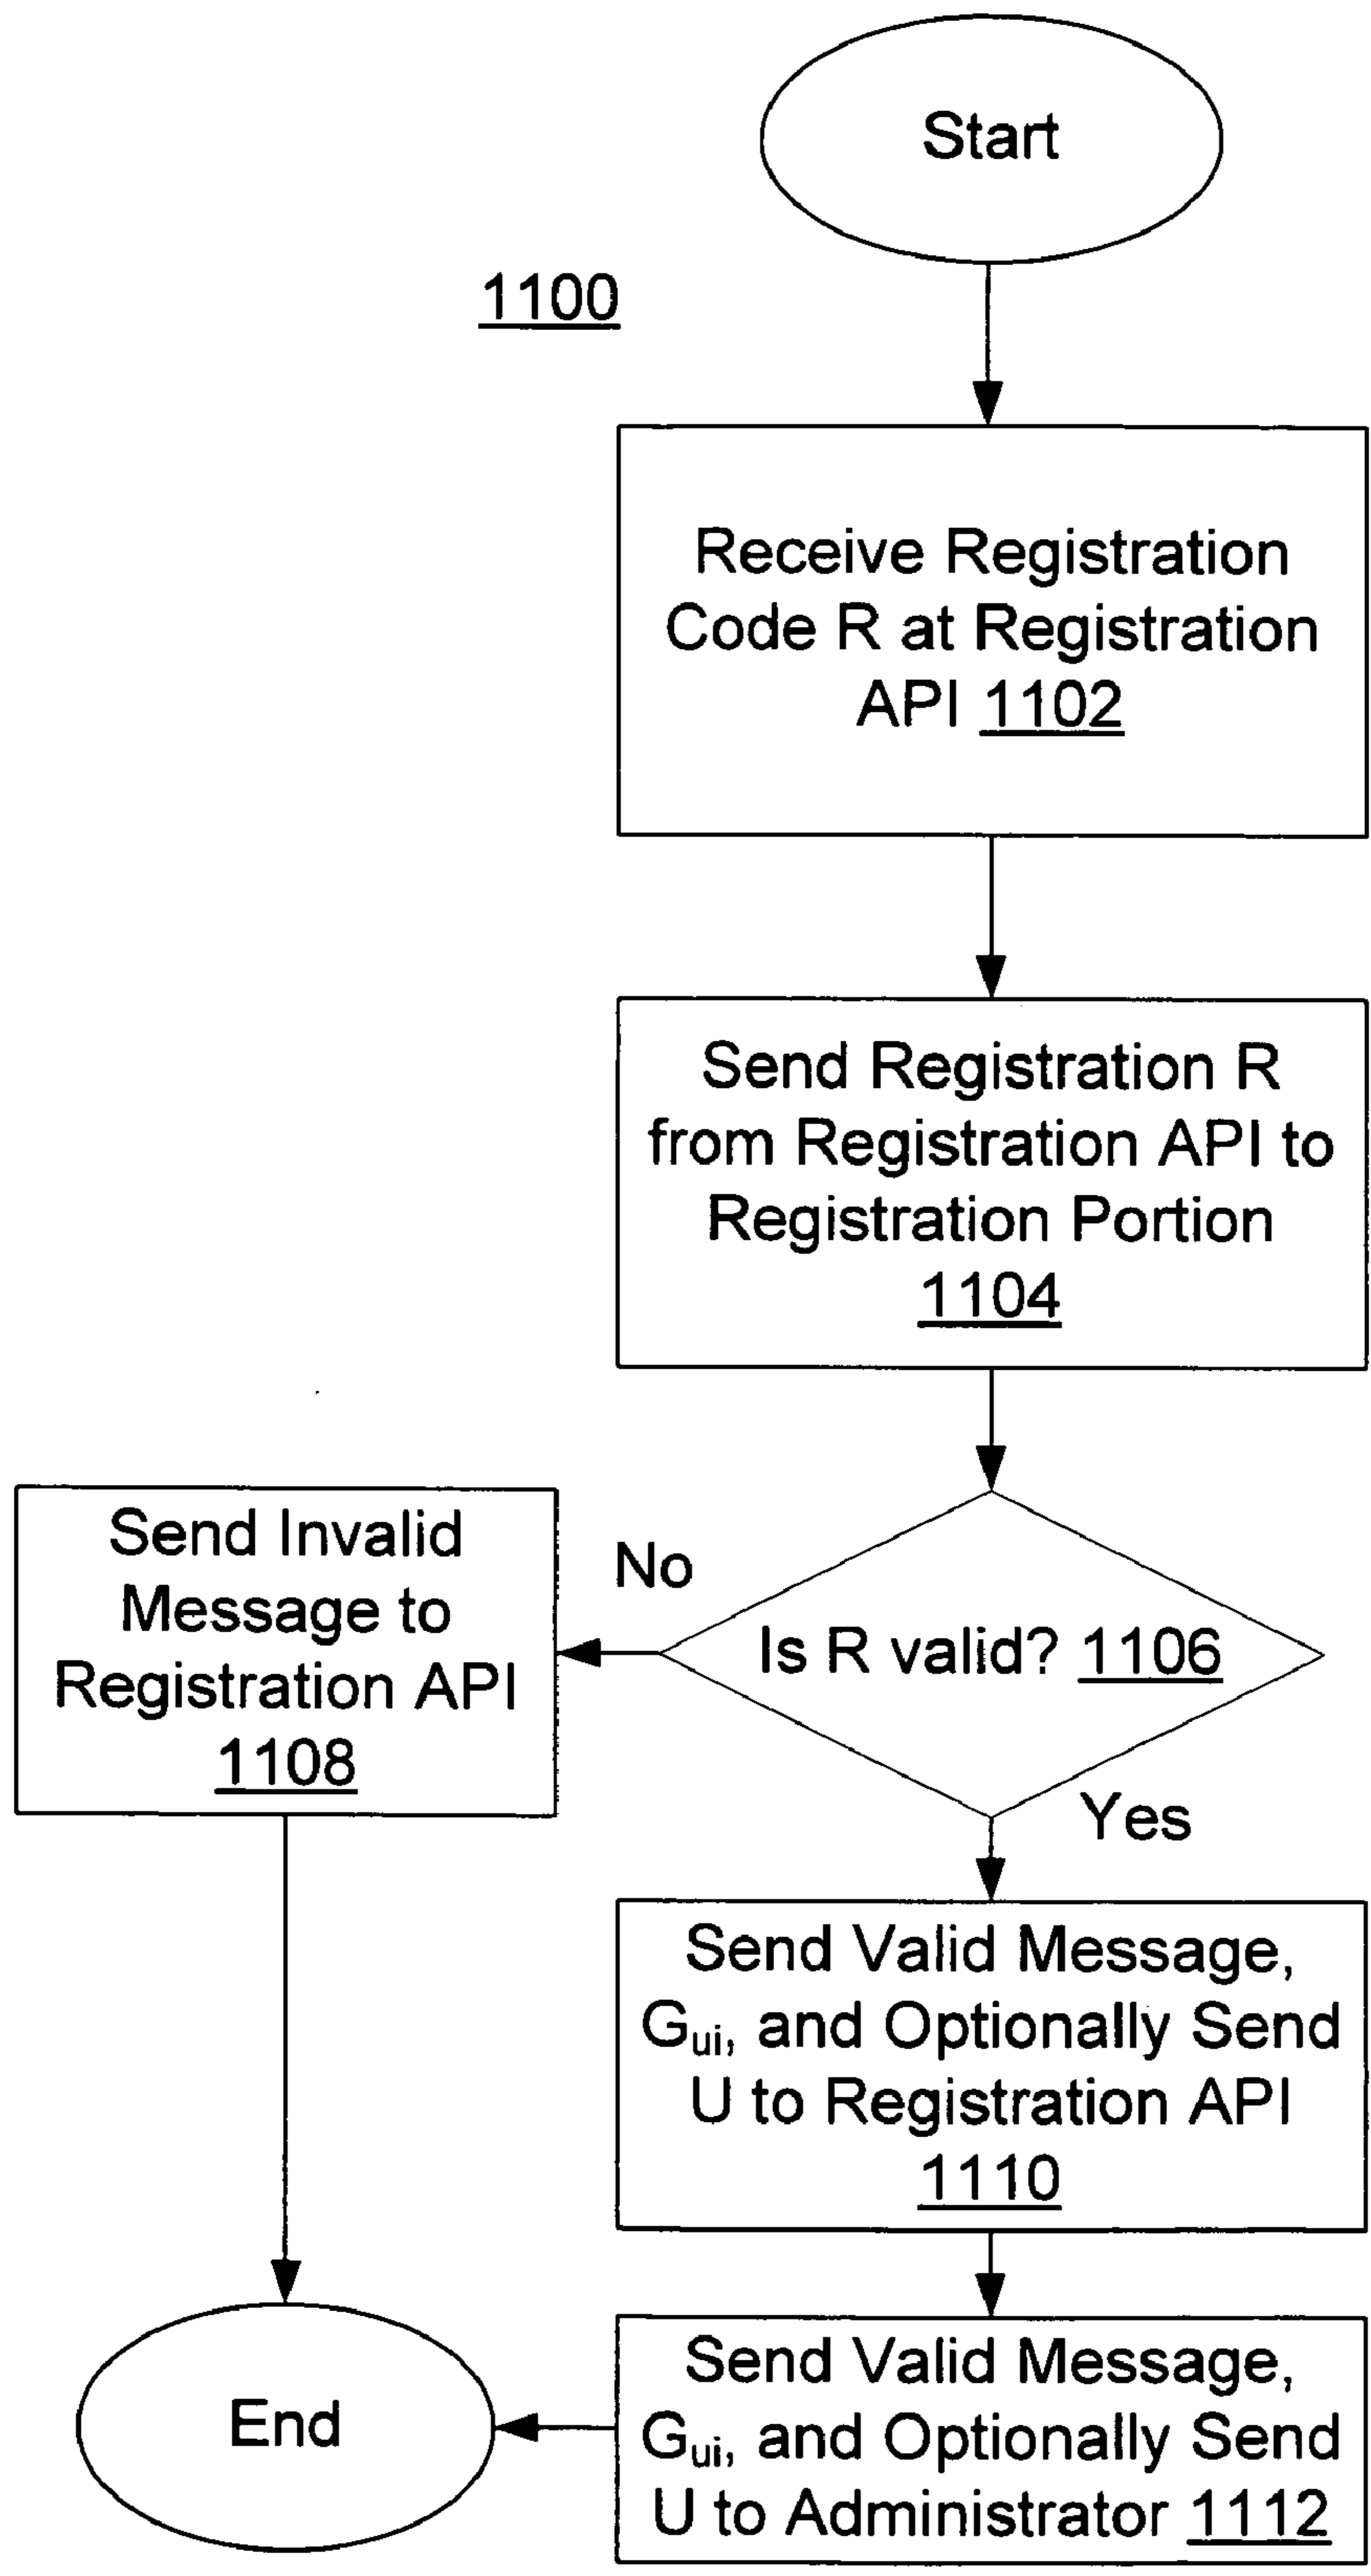 Start
1100
Receive Registration
Code R at Registration
API 1102
Send Registration R
from Registration API to
Registration Portion
1104
Send Invalid
Message to
Registration API
1108
No
Is R valid? 1106
Yes
Send Valid Message,
Gui, and Optionally Send
U to Registration API
1110
Send Valid Message,
Gui, and Optionally Send
U to Administrator 1112
End